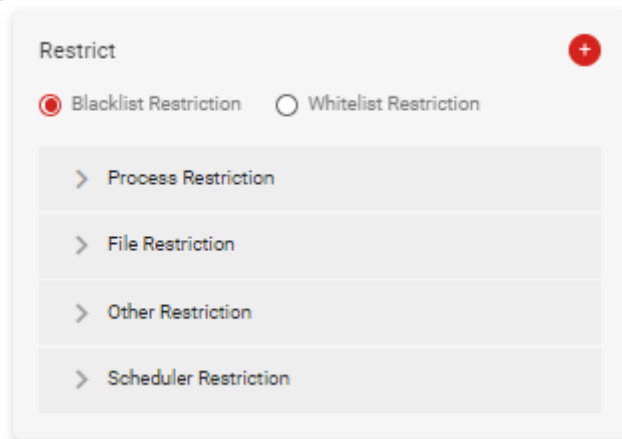 Restrict
Blacklist Restriction Whitelist Restriction
Process Restriction
File Restriction
Other Restriction
Scheduler Restriction